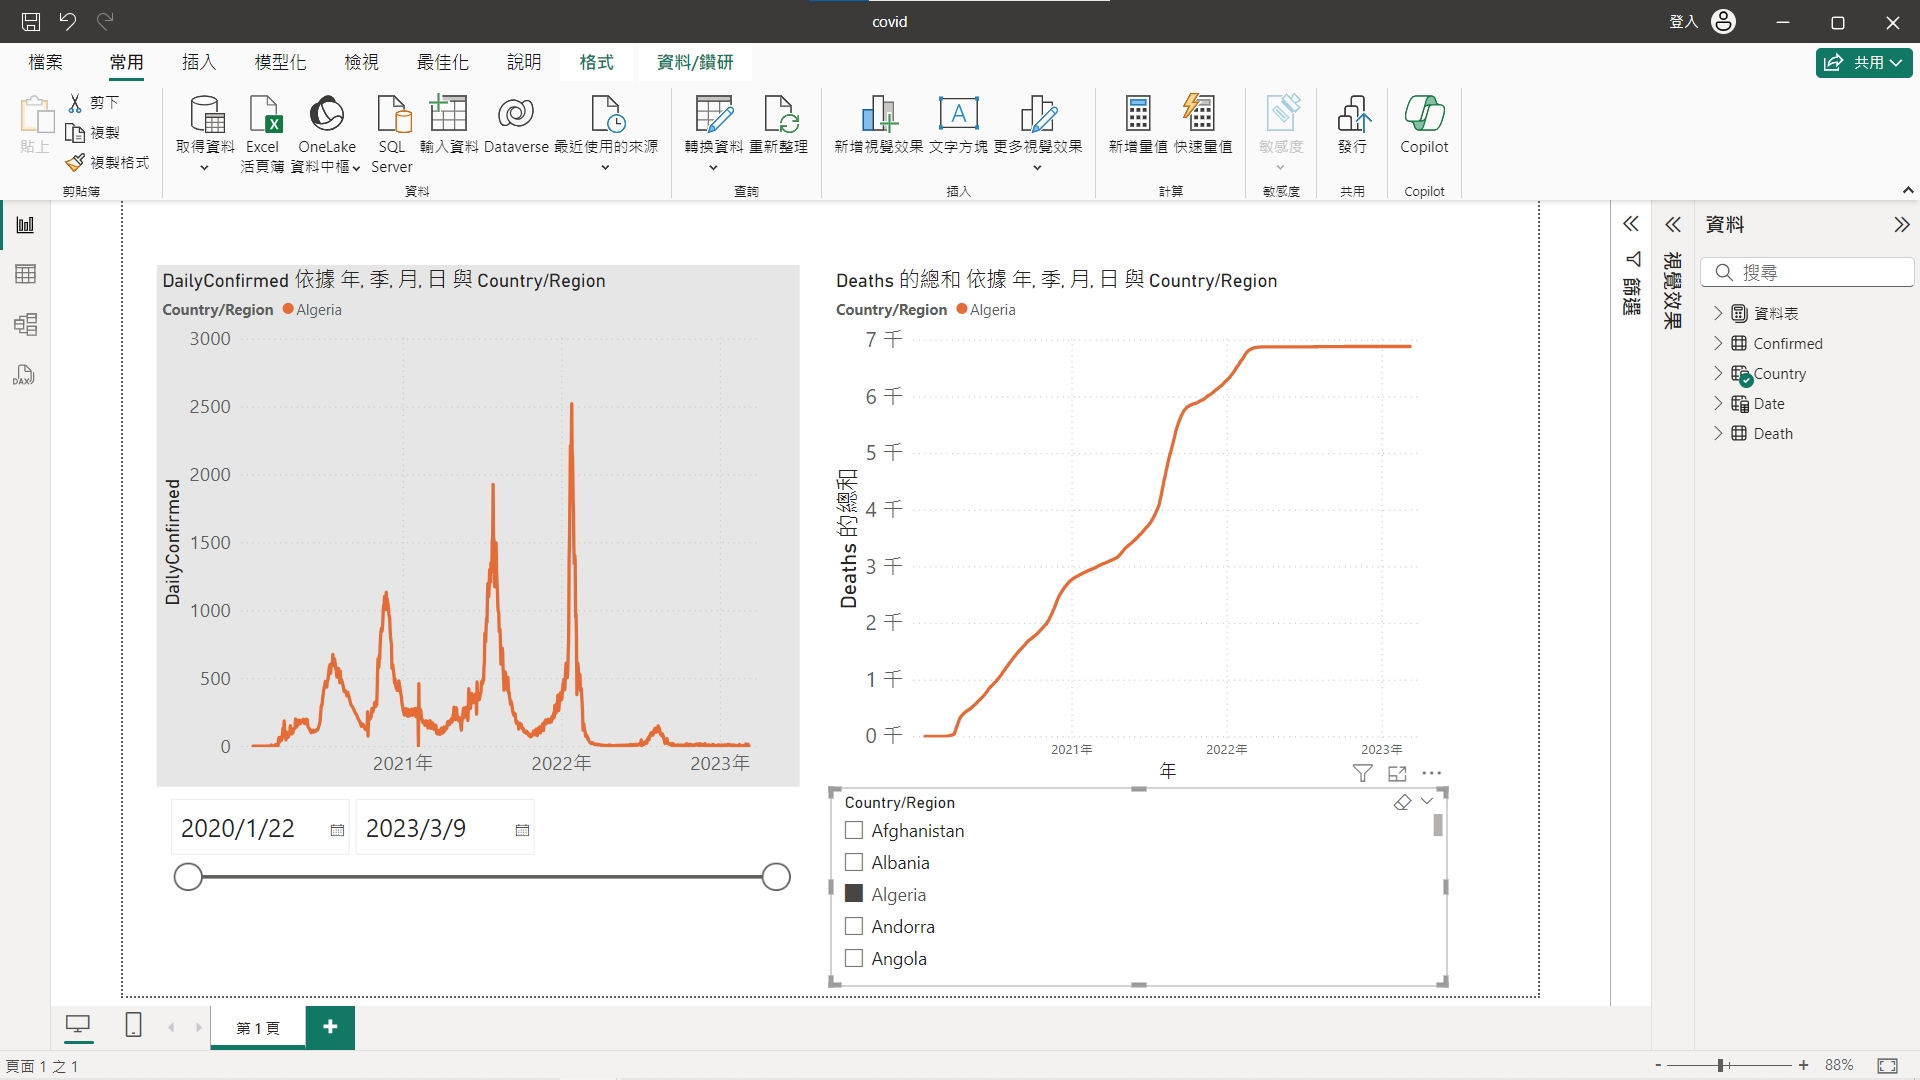 covid
登入
檔案 常用 插入 模型化 檢視 最佳化 說明 格式 資料/鑽研
共用
貼上
剪下
複製
複製格式
剪貼簿
取得資料
Excel
活頁簿
OneLake
資料中樞
SQL
Server
輸入資料
Dataverse
最近使用的來源
資料
轉換資料
重新整理
查詢
新增視覺效果
文字方塊
更多視覺效果
插入
新增量值
快速量值
計算
敏感度
敏感度
發行
共用
Copilot
Copilot
DAX
DailyConfirmed 依據 年, 季, 月, 日 與 Country/Region
Country/Region Algeria
DailyConfirmed
3000
2500
2000
1500
1000
500
0
2021年 2022年 2023年
Deaths 的總和 依據 年, 季, 月, 日 與 Country/Region
Country/Region Algeria
Deaths 的總和
7 千
6 千
5 千
4 千
3 千
2 千
1 千
0 千
2021年 2022年 2023年
年
2020/1/22 2023/3/9
Country/Region
Afghanistan
Albania
Algeria
Andorra
Angola
篩選
視覺效果
資料
搜尋
資料表
Confirmed
Country
Date
Death
第 1 頁
頁面 1 之 1
- + 88%